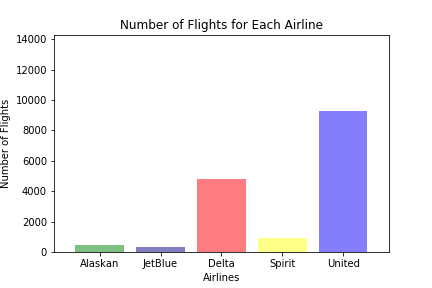 Number of Flights for Each Airline
14000
12000
10000
8000
6000
4000
2000
0
Number of Flights
Alaskan JetBlue Delta Spirit United
Airlines